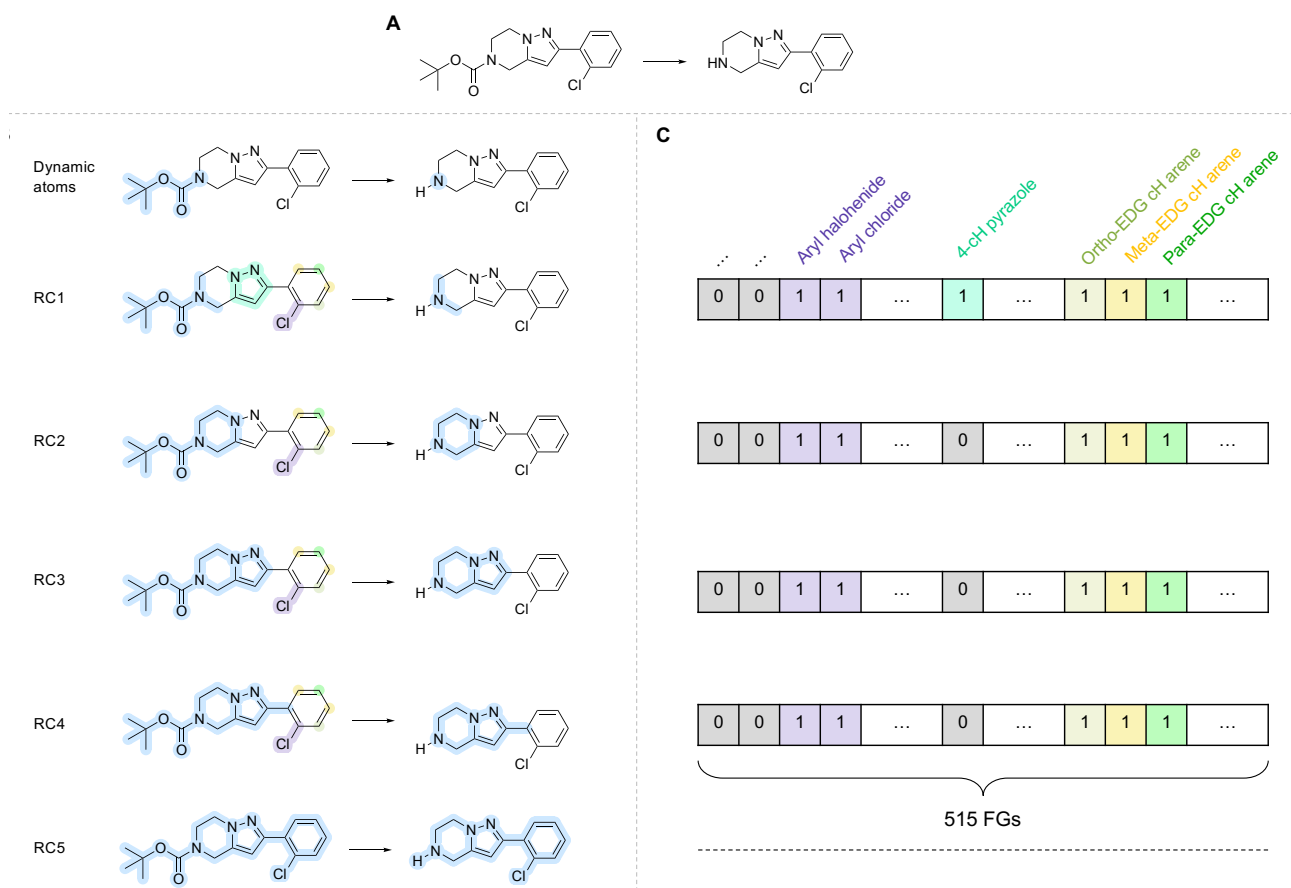 A
N
N
N
O
O
Cl
N
N
HN
Cl
C
Dynamic
atoms
N
N
N
O
O
Cl
N
N
N
H
Cl
Aryl halohenide
Aryl chloride
4-cH pyrazole
Ortho-EDG cH arene
Meta-EDG cH arene
Para-EDG cH arene
... ...
RC1
N
N
N
O
O
Cl
N
N
N
H
Cl
0 0 1 1 ... 1 ... 1 1 1 ...
RC2
N
N
N
O
O
Cl
N
N
N
H
Cl
0 0 1 1 ... 0 ... 1 1 1 ...
RC3
N
N
N
O
O
Cl
N
N
N
H
Cl
0 0 1 1 ... 0 ... 1 1 1 ...
RC4
N
N
N
O
O
Cl
N
N
N
H
Cl
0 0 1 1 ... 0 ... 1 1 1 ...
515 FGs
RC5
N
N
N
O
O
Cl
N
N
N
H
Cl